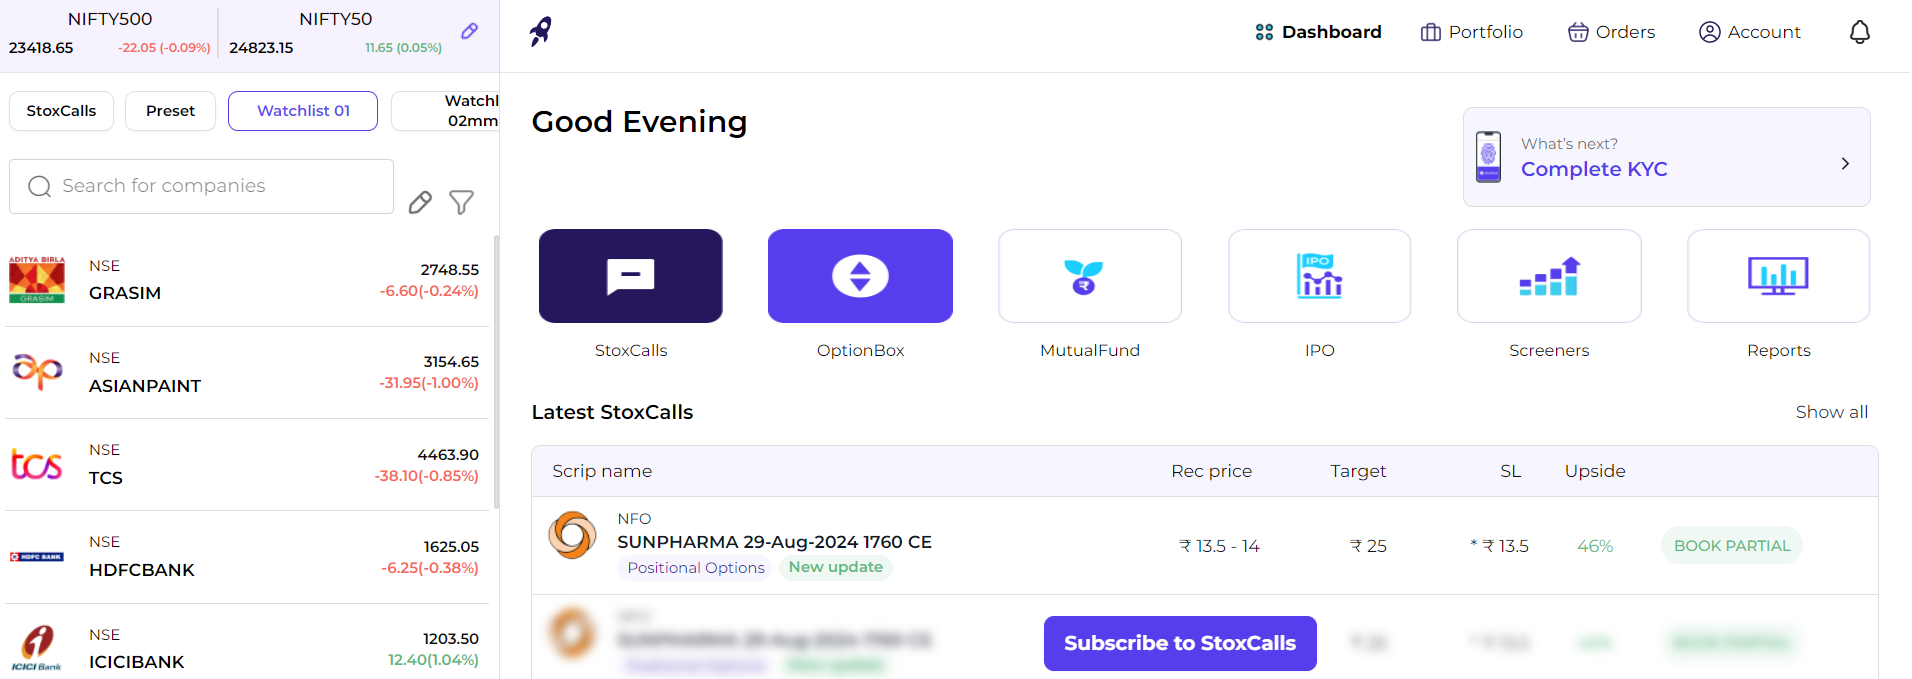 NIFTY500
23418.65 -22.05 (-0.09%)
NIFTY50
24823.15 11.65 (0.05%)
Dashboard
Portfolio
Orders
Account
StoxCalls
Preset
Watchlist 01
Watchl
02mm
Search for companies
ADITYA BIRLA
GRASIM
NSE
GRASIM
2748.55
-6.60(-0.24%)
NSE
ASIANPAINT
3154.65
-31.95(-1.00%)
tcs
NSE
TCS
4463.90
-38.10(-0.85%)
HDFC BANK
NSE
HDFCBANK
1625.05
-6.25(-0.38%)
ICICI Bank
NSE
ICICIBANK
1203.50
12.40(1.04%)
Good Evening
What's next?
Complete KYC
StoxCalls
OptionBox
MutualFund
IPO
IPO
Screeners
Reports
Latest StoxCalls
Show all
Scrip name Rec price Target SL Upside
NFO
SUNPHARMA 29-Aug-2024 1760 CE
Positional Options New update
₹ 13.5 - 14 ₹ 25 * ₹ 13.5 46% BOOK PARTIAL
Subscribe to StoxCalls